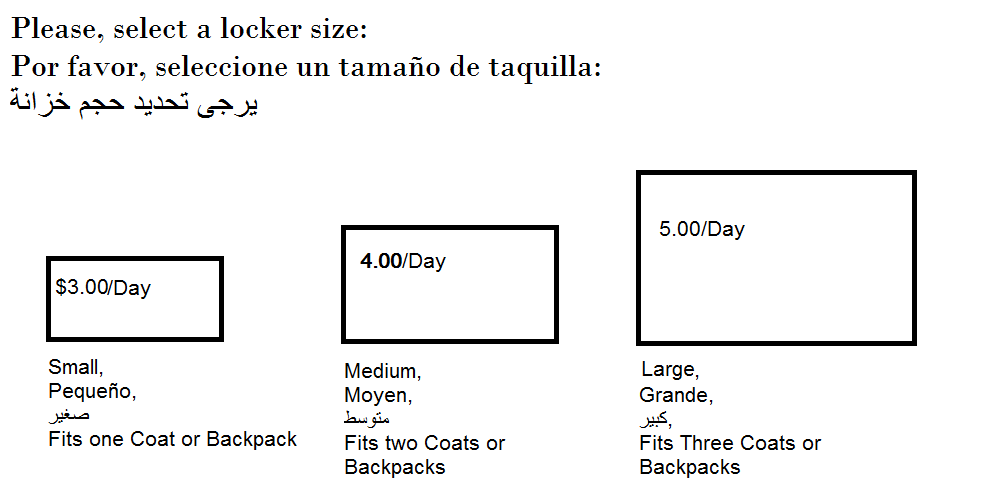 Please, select a locker size:
Por favor, seleccione un tamaño de taquilla:
يرجى تحديد حجم خزانة
$3.00/Day
4.00/Day
5.00/Day
Small,
Pequeño,
صغير
Fits one Coat or Backpack
Medium,
Moyen,
متوسط
Fits two Coats or
Backpacks
Large,
Grande,
كبير,
Fits Three Coats or
Backpacks